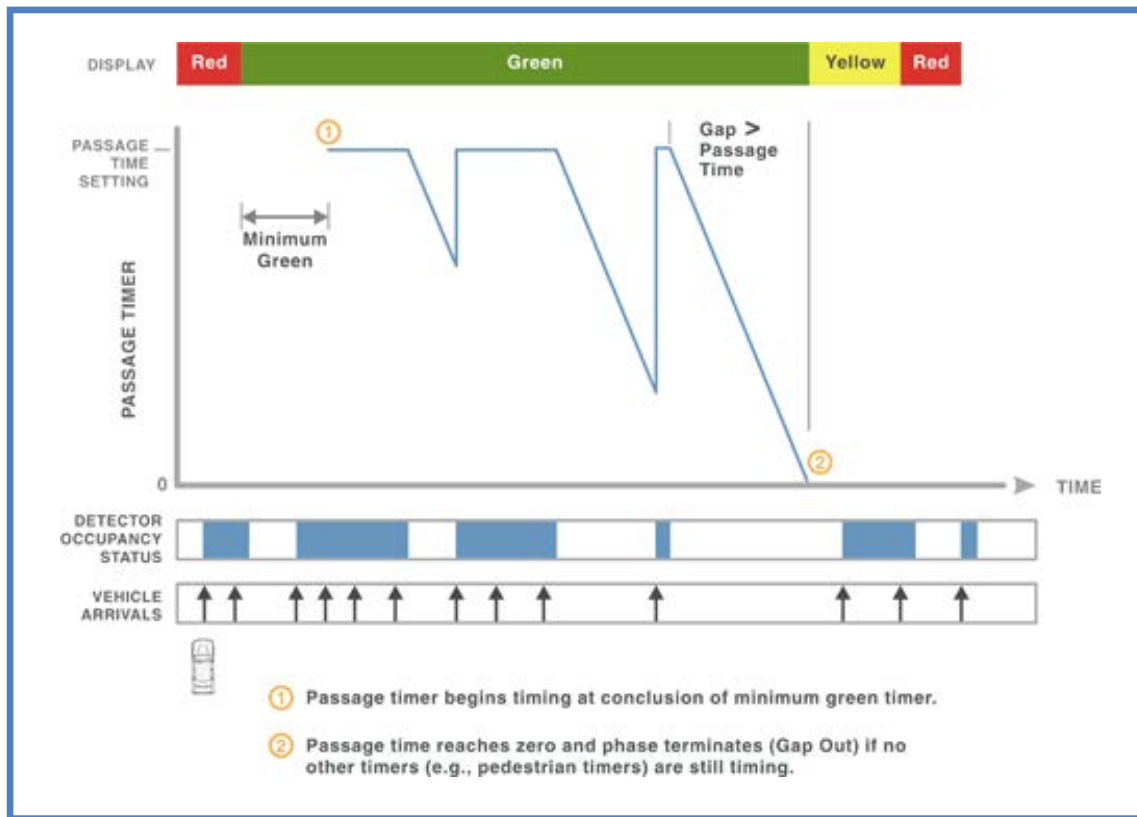 DISPLAY
Red
Green
Yellow
Red
PASSAGE
TIME
SETTING
1
Gap >
Passage
Time
Minimum
Green
PASSAGE TIMER
2
0
TIME
DETECTOR
OCCUPANCY
STATUS
VEHICLE
ARRIVALS
1 Passage timer begins timing at conclusion of minimum green timer.
2 Passage time reaches zero and phase terminates (Gap Out) if no
other timers (e.g., pedestrian timers) are still timing.